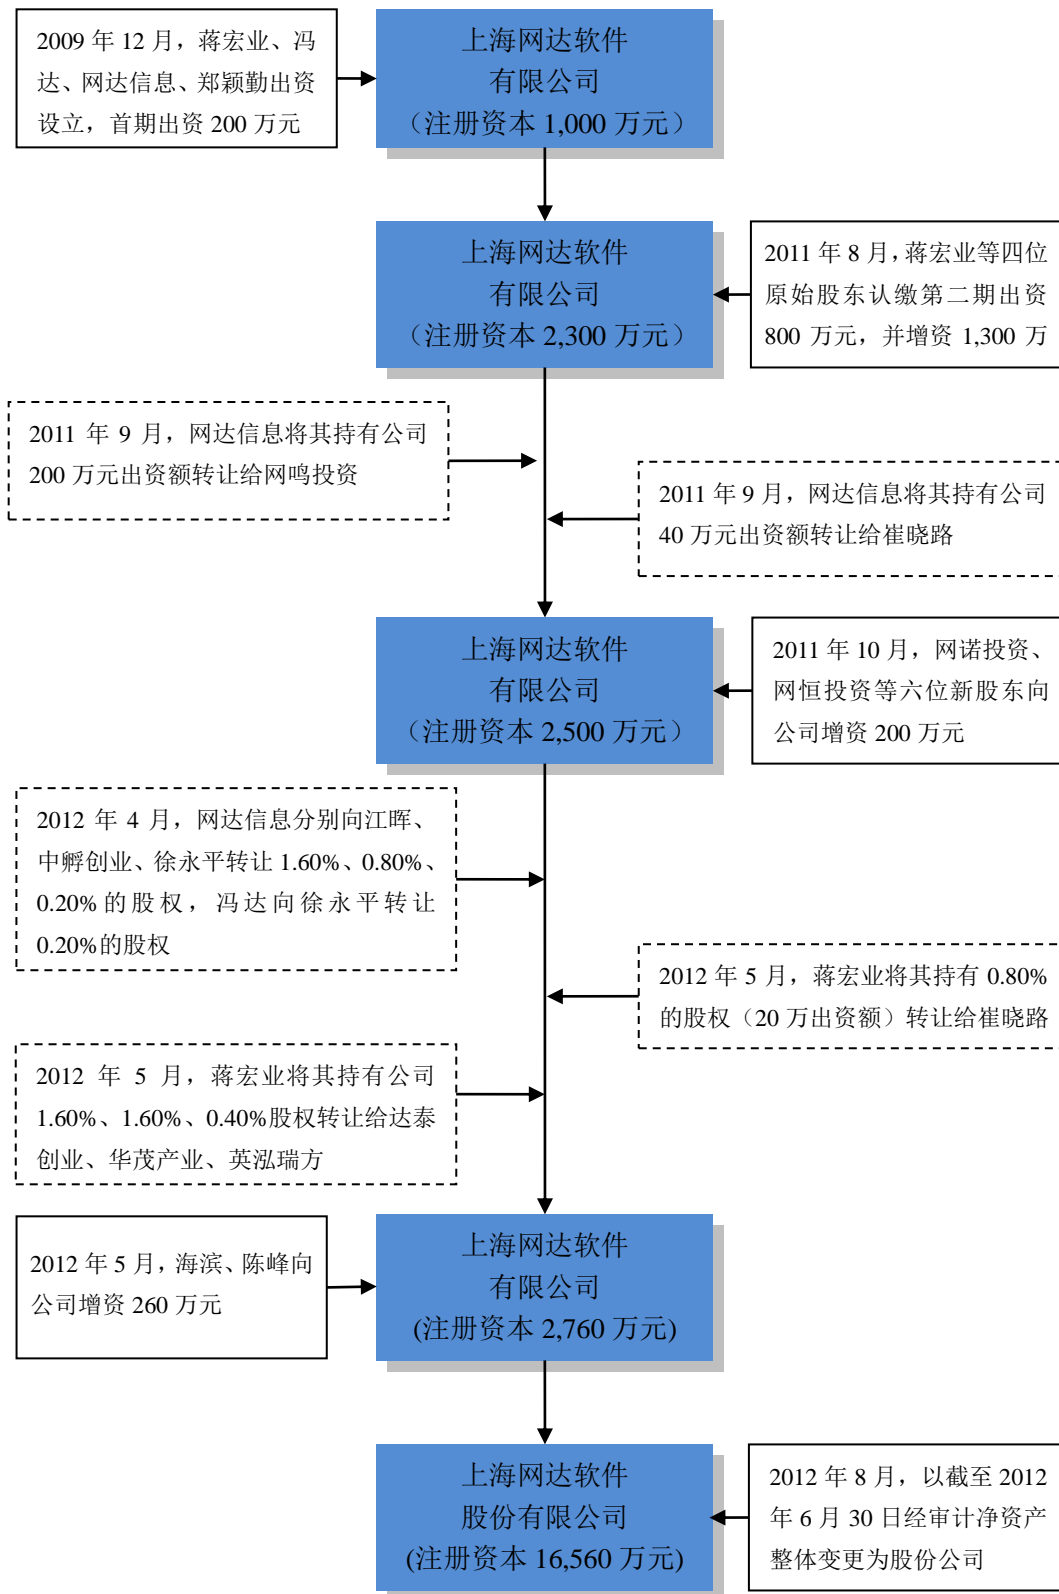 2009 年 12 月，蒋宏业、冯
达、网达信息、郑颖勤出资
设立，首期出资 200 万元
上海网达软件
有限公司
（注册资本 1,000 万元）
上海网达软件
有限公司
（注册资本 2,300 万元）
2011 年 8 月，蒋宏业等四位
原始股东认缴第二期出资
800 万元，并增资 1,300 万
2011 年 9 月，网达信息将其持有公司
200 万元出资额转让给网鸣投资
2011 年 9 月，网达信息将其持有公司
40 万元出资额转让给崔晓路
上海网达软件
有限公司
（注册资本 2,500 万元）
2011 年 10 月，网诺投资、
网恒投资等六位新股东向
公司增资 200 万元
2012 年 4 月，网达信息分别向江晖、
中孵创业、徐永平转让 1.60%、0.80%、
0.20%的股权，冯达向徐永平转让
0.20%的股权
2012 年 5 月，蒋宏业将其持有 0.80%
的股权（20 万出资额）转让给崔晓路
2012 年 5 月，蒋宏业将其持有公司
1.60%、1.60%、0.40%股权转让给达泰
创业、华茂产业、英泓瑞方
上海网达软件
有限公司
(注册资本 2,760 万元)
2012 年 5 月，海滨、陈峰向
公司增资 260 万元
上海网达软件
股份有限公司
(注册资本 16,560 万元)
2012 年 8 月，以截至 2012
年 6 月 30 日经审计净资产
整体变更为股份公司